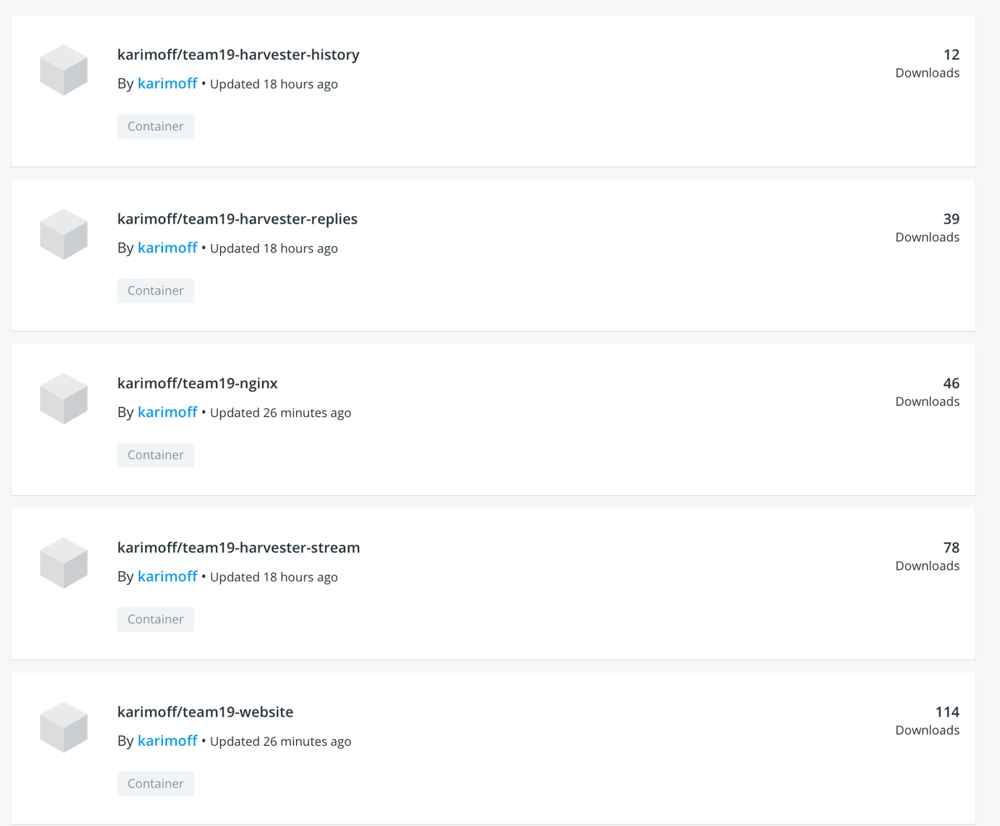 karimoff/team19-harvester-history
12
By karimoff • Updated 18 hours ago
Downloads
Container
karimoff/team19-harvester-replies
39
By karimoff • Updated 18 hours ago
Downloads
Container
karimoff/team19-nginx
46
By karimoff • Updated 26 minutes ago
Downloads
Container
karimoff/team19-harvester-stream
78
By karimoff • Updated 18 hours ago
Downloads
Container
karimoff/team19-website
114
By karimoff • Updated 26 minutes ago
Downloads
Container